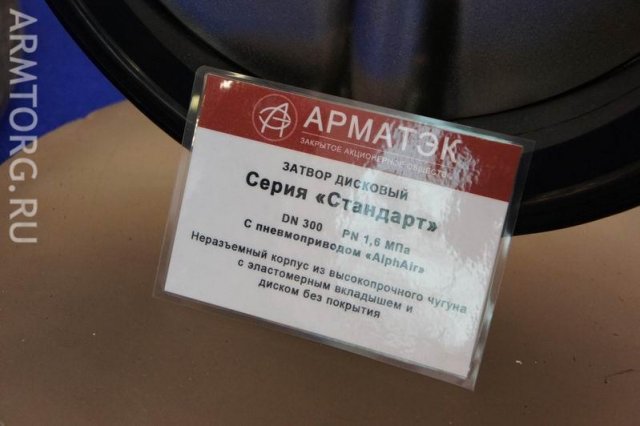 ARMTORG.RU
АРМАТЭК
ЗАКРЫТОЕ АКЦИОНЕРНОЕ ОБЩЕСТВО
ЗАТВОР ДИСКОВЫЙ
Серия «Стандарт»
DN 300 PN 1,6 МПа
С пневмоприводом «AlphAir»
Неразъемный корпус из высокопрочного чугуна
с эластомерным вкладышем и
диском без покрытия